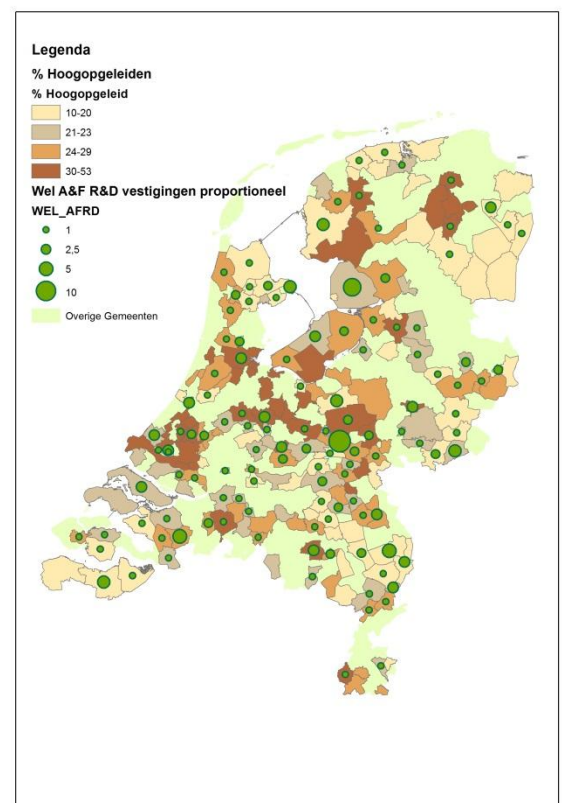 Legenda
% Hoogopgeleiden
% Hoogopgeleid
10-20
21-23
24-29
30-53
Wel A&F R&D vestigingen proportioneel
WEL_AFRD
1
2,5
5
10
Overige Gemeenten